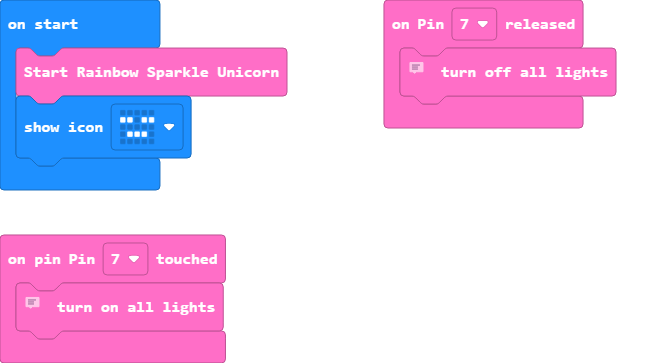 on start
Start Rainbow Sparkle Unicorn
show icon
on Pin 7 released
turn off all lights
on pin Pin 7 touched
turn on all lights